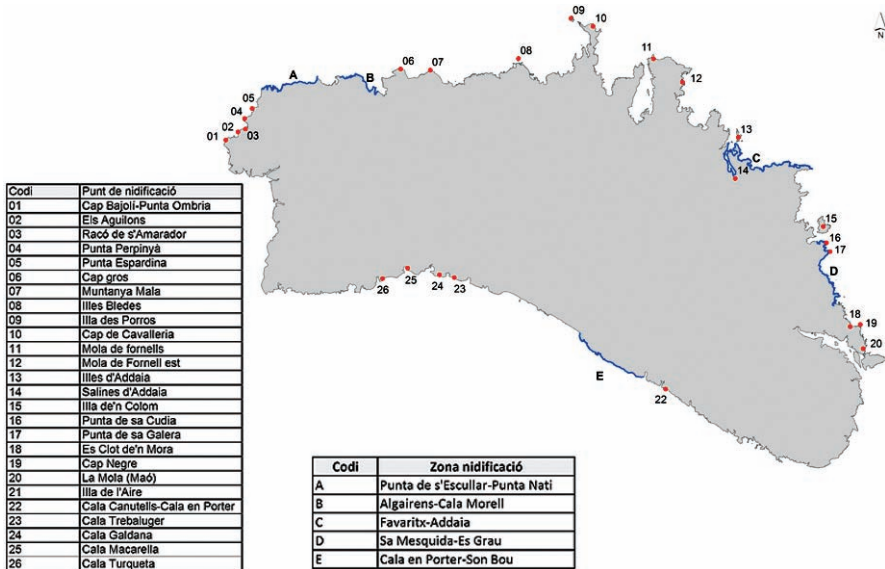 09
10
N
08
11
06
07
A
B
12
05
04
02
03
01
13
C
14
Codi Punt de nidificació
01 Cap Bajolí-Punta Ombria
02 Els Aguilons
03 Racó de s'Amarador
04 Punta Perpinyà
05 Punta Espardina
06 Cap gros
07 Muntanya Mala
08 Illes Bledes
09 Illa des Porros
10 Cap de Cavalleria
11 Mola de fornells
12 Mola de Fornell est
13 Illes d'Addaia
14 Salines d'Addaia
15 Illa de'n Colom
16 Punta de sa Cudia
17 Punta de sa Galera
18 Es Clot de'n Mora
19 Cap Negre
20 La Mola (Maó)
21 Illa de l'Aire
22 Cala Canutells-Cala en Porter
23 Cala Trebaluger
24 Cala Galdana
25 Cala Macarella
26 Cala Turqueta
15
16
17
D
26
25
24
23
18
19
20
E
22
Codi Zona nidificació
A Punta de s'Escullar-Punta Nati
B Algairens-Cala Morell
C Favaritx-Addaia
D Sa Mesquida-Es Grau
E Cala en Porter-Son Bou